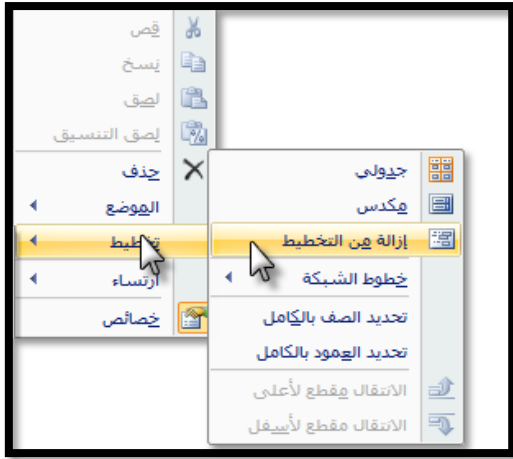 قص
نسخ
لصق
لصق التنسيق
حذف
الموضع
تخطيط
ارتساء
خصائص
جدولي
مكدس
إزالة من التخطيط
خطوط الشبكة
تحديد الصف بالكامل
تحديد العمود بالكامل
الانتقال مقطع لأعلى
الانتقال مقطع لأسفل